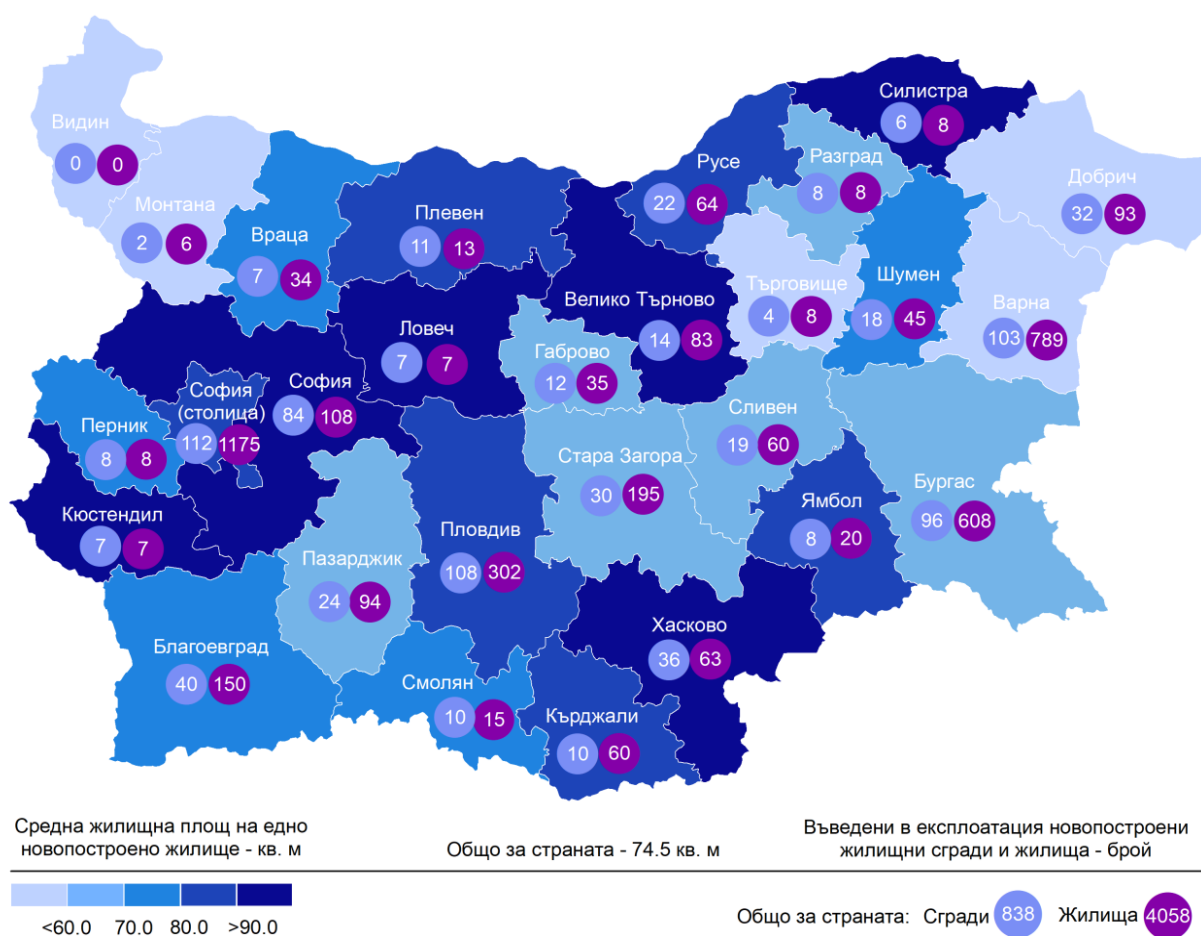 Силистра
6 8
Видин
0 0
Русе
22 64
Разград
8 8
Добрич
32 93
Монтана
2 6
Плевен
11 13
Враца
7 34
Търговище
4 8
Шумен
18 45
Варна
103 789
Велико Търново
14 83
Ловеч
7 7
Габрово
12 35
София
(столица)
112 1175
София
84 108
Перник
8 8
Сливен
19 60
Стара Загора
30 195
Бургас
96 608
Ямбол
8 20
Кюстендил
7 7
Пловдив
108 302
Пазарджик
24 94
Хасково
36 63
Благоевград
40 150
Смолян
10 15
Кърджали
10 60
Средна жилищна площ на едно
новопостроено жилище - кв. м
<60.0 70.0 80.0 >90.0
Общо за страната - 74.5 кв. м
Въведени в експлоатация новопостроени
жилищни сгради и жилища - брой
Общо за страната: Сгради 838 Жилища 4058